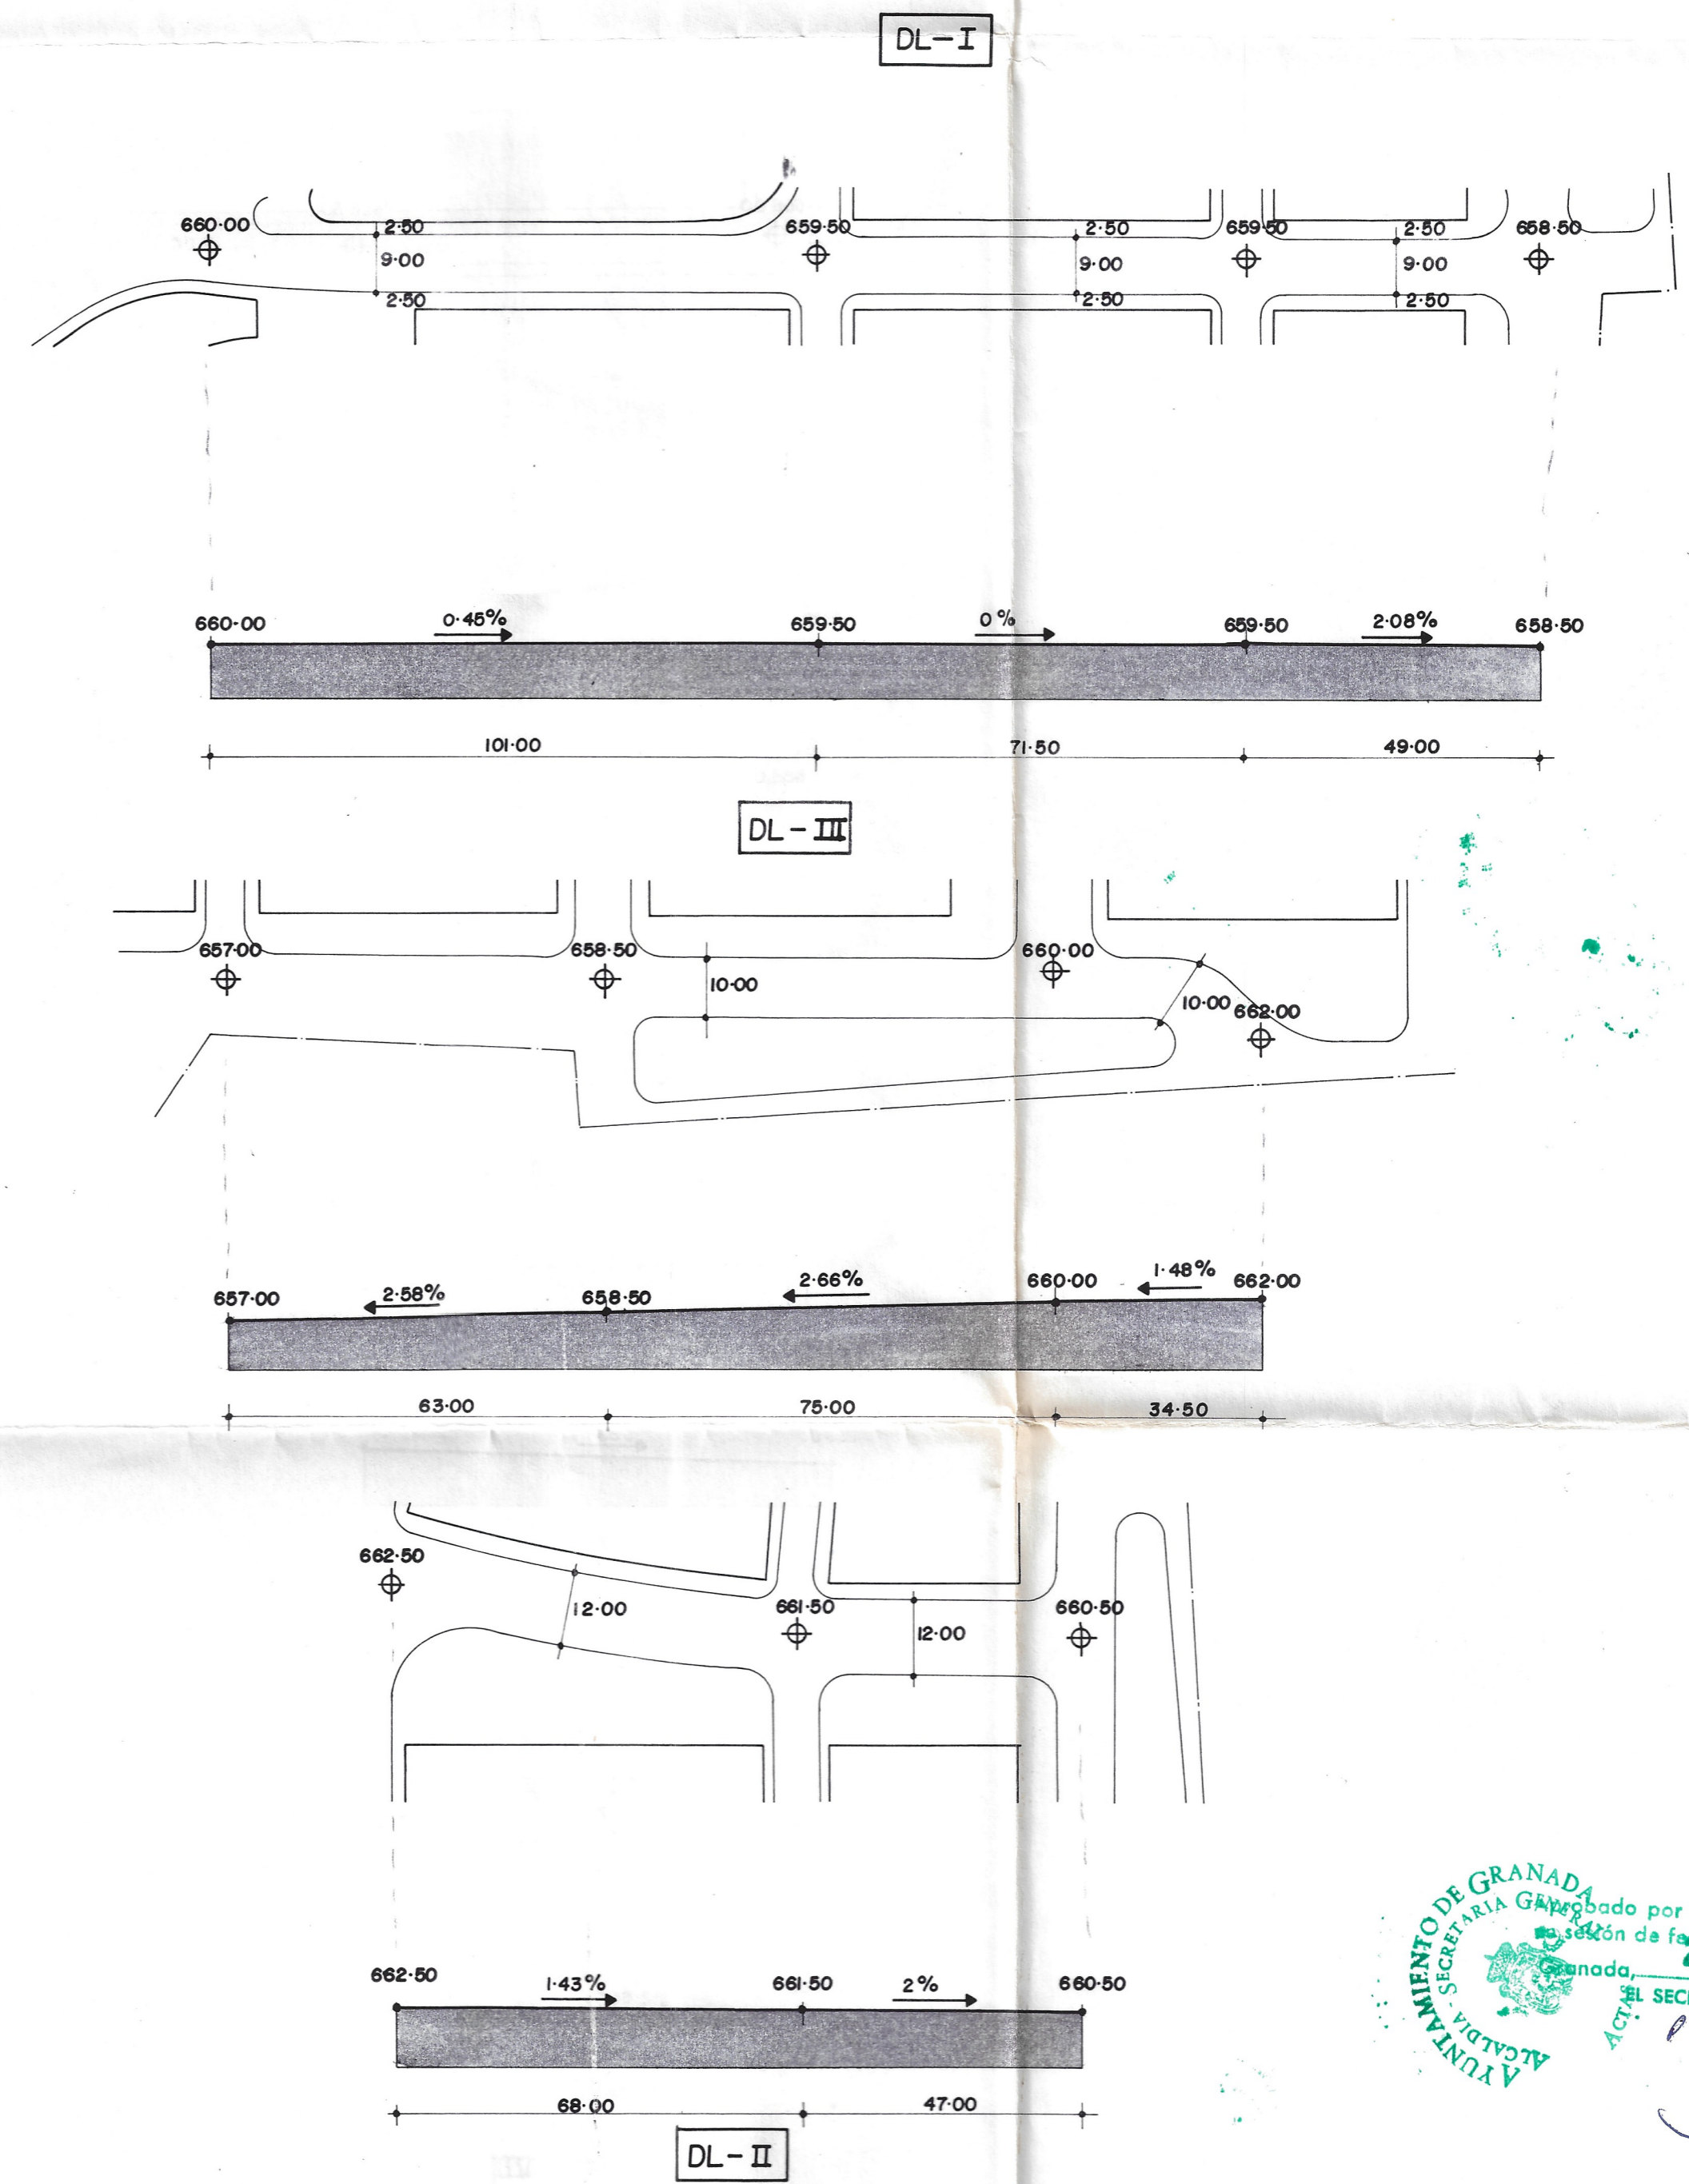 DL-I
660·00 2·50 659·50 2·50 659·50 2·50 658·50
9·00 9·00 9·00
2·50 2·50 2·50
660·00 0·45% 659·50 0% 659·50 2·08% 658·50
101·00 71·50 49·00
DL-III
657·00 658·50 660·00
10·00 10·00 662·00
657·00 2·58% 658·50 2·66% 660·00 1·48% 662·00
63·00 75·00 34·50
662·50
12·00 661·50 12·00 660·50
662·50 1·43% 661·50 2% 660·50
68·00 47·00
DL-II
AYUNTAMIENTO DE GRANADA
ALCALDIA - SECRETARIA GENERAL
ACTAS
Aprobado por
sesión de
Granada,
EL